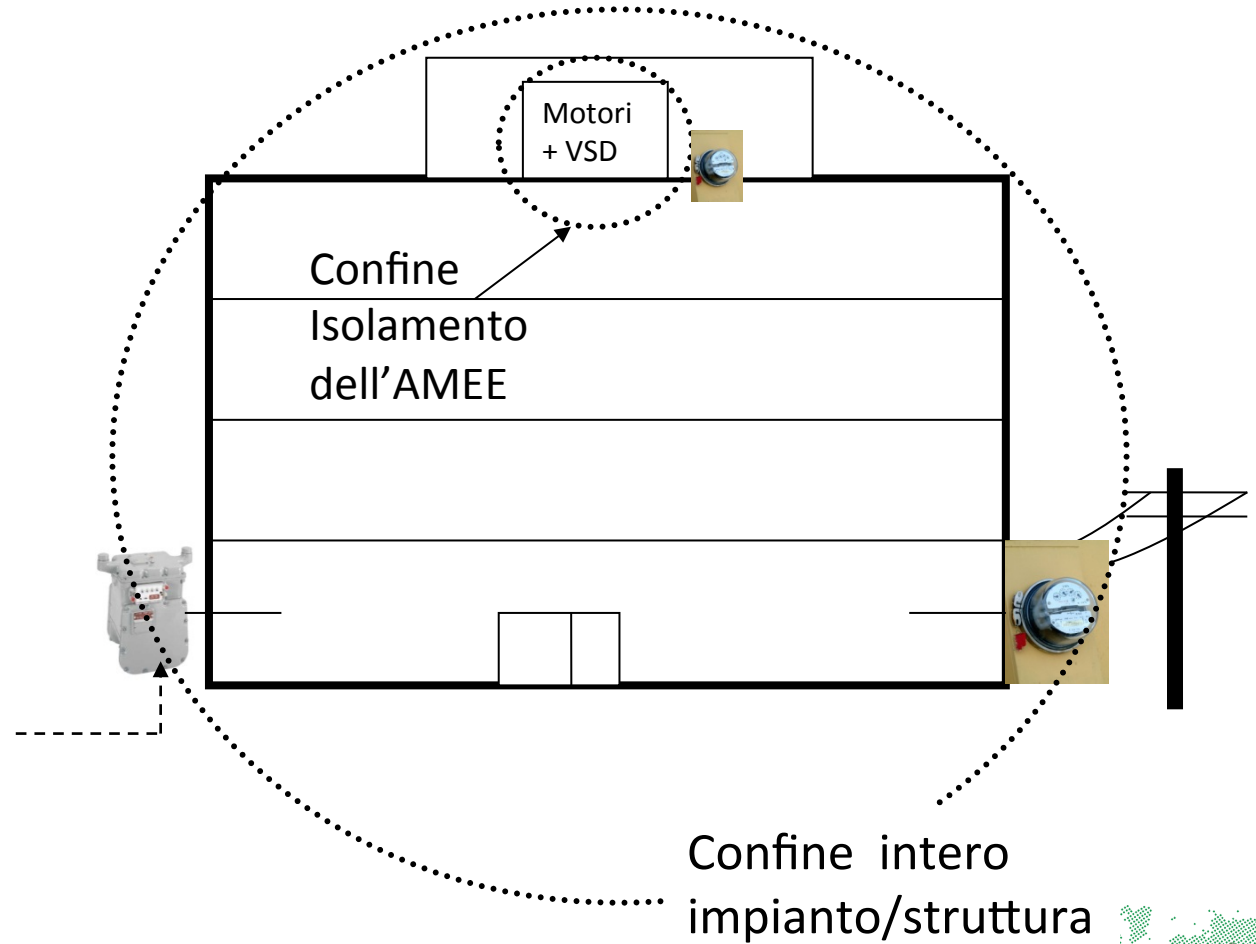 Motori
+ VSD
Confine
Isolamento
dell’AMEE
Confine intero
impianto/struttura